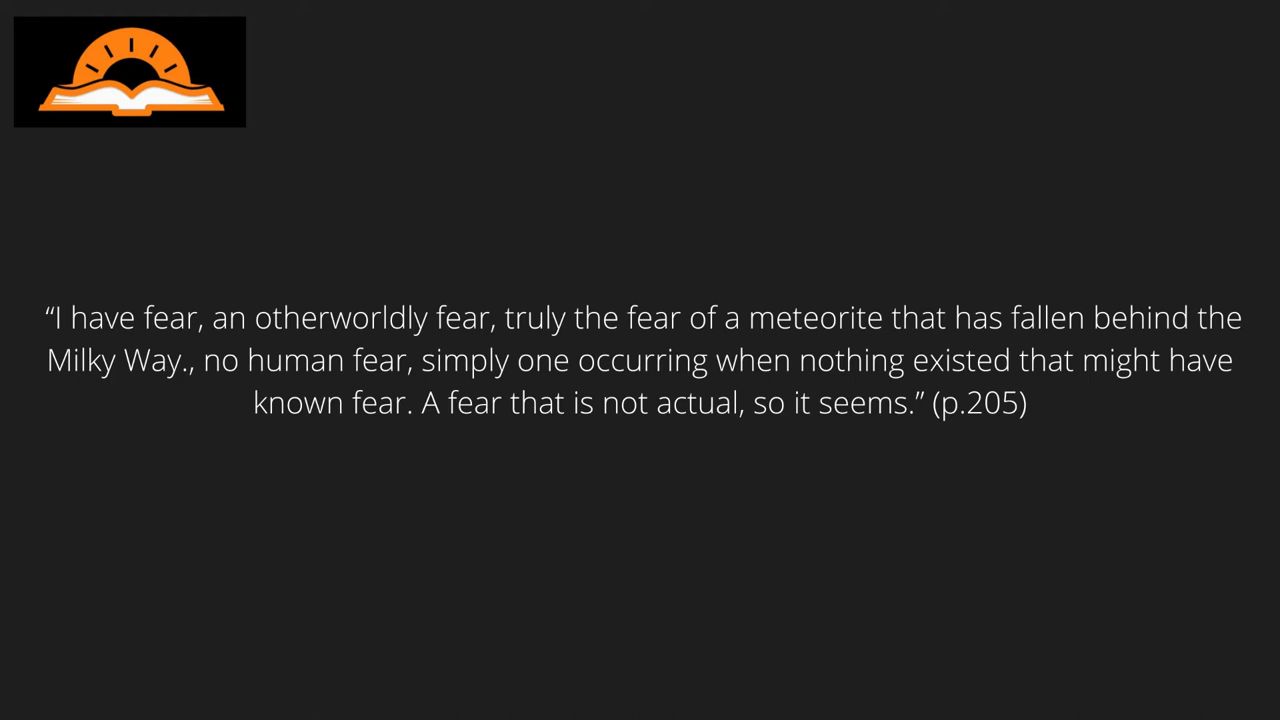 “I have fear, an otherworldly fear, truly the fear of a meteorite that has fallen behind the
Milky Way., no human fear, simply one occurring when nothing existed that might have
known fear. A fear that is not actual, so it seems.” (p.205)